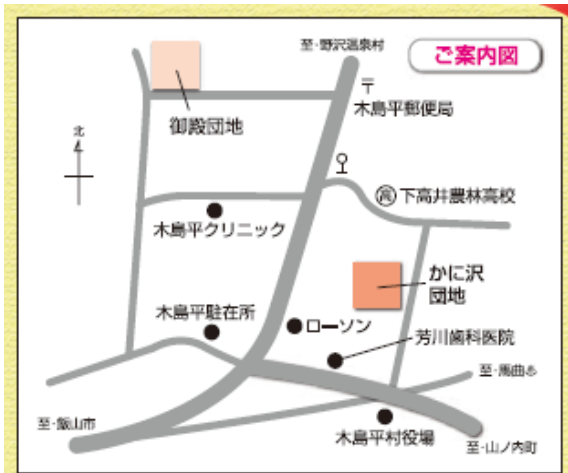 至・野沢温泉村
ご案内図
〒
木島平郵便局
御殿団地
北
高
下高井農林高校
木島平クリニック
かに沢
団地
木島平駐在所
ローソン
芳川歯科医院
至・馬曲♨
至・飯山市
木島平村役場
至・山ノ内町